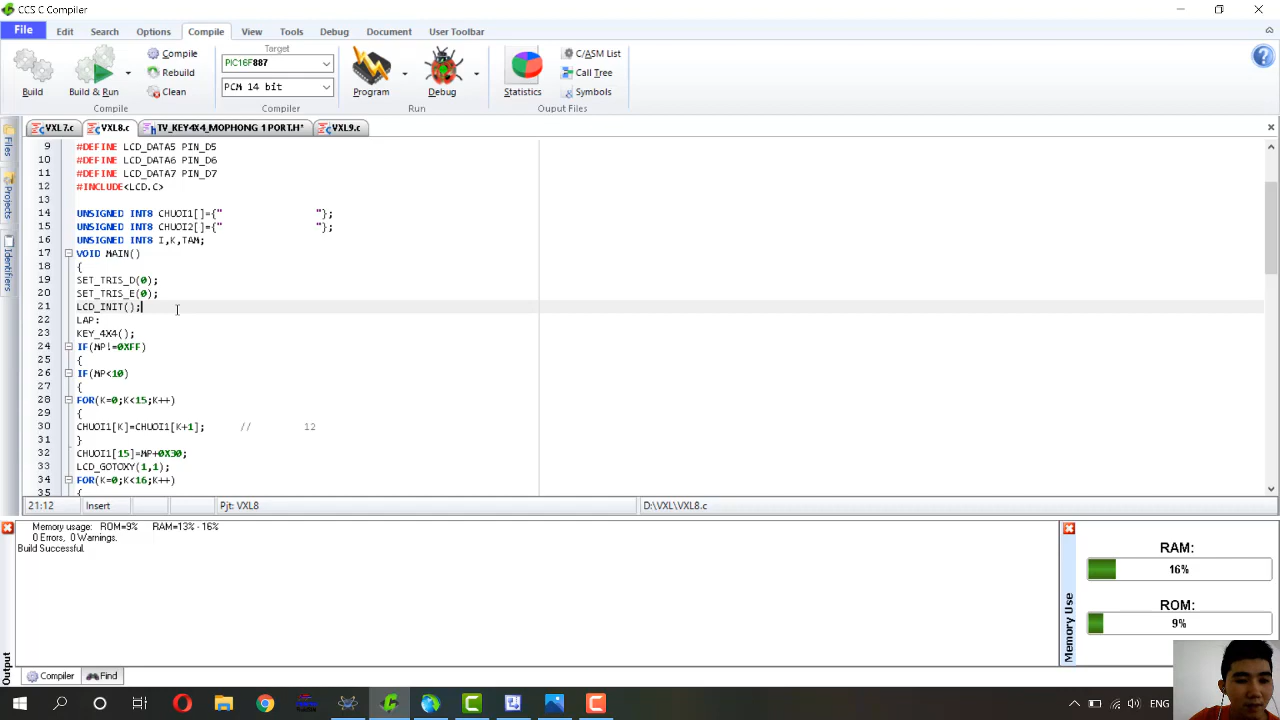 CCS C Compiler
File Edit Search Options Compile View Tools Debug Document User Toolbar
Build
Build & Run
Compile
Rebuild
Clean
Compile
Target
PIC16F887
PCM 14 bit
Compiler
Program
Debug
Run
Statistics
C/ASM List
Call Tree
Symbols
Ouput Files
VXL7.c VXL8.c TV_KEY4X4_MOPHONG 1 PORT.H* VXL9.c
Files
Projects
Identifiers
9 #DEFINE LCD_DATA5 PIN_D5
10 #DEFINE LCD_DATA6 PIN_D6
11 #DEFINE LCD_DATA7 PIN_D7
12 #INCLUDE<LCD.C>
13
14 UNSIGNED INT8 CHUOI1[]={"                "};
15 UNSIGNED INT8 CHUOI2[]={"                "};
16 UNSIGNED INT8 I,K,TAM;
17 VOID MAIN()
18 {
19 SET_TRIS_D(0);
20 SET_TRIS_E(0);
21 LCD_INIT();
22 LAP:
23 KEY_4X4();
24 IF(MP!=0XFF)
25 {
26 IF(MP<10)
27 {
28 FOR(K=0;K<15;K++)
29 {
30 CHUOI1[K]=CHUOI1[K+1]; // 12
31 }
32 CHUOI1[15]=MP+0X30;
33 LCD_GOTOXY(1,1);
34 FOR(K=0;K<16;K++)
35 {
21:12 Insert Pjt: VXL8 D:\VXL\VXL8.c
Memory usage: ROM=9% RAM=13% - 16%
0 Errors, 0 Warnings.
Build Successful.
Output
Compiler Find
Memory Use
RAM:
16%
ROM:
9%
ENG